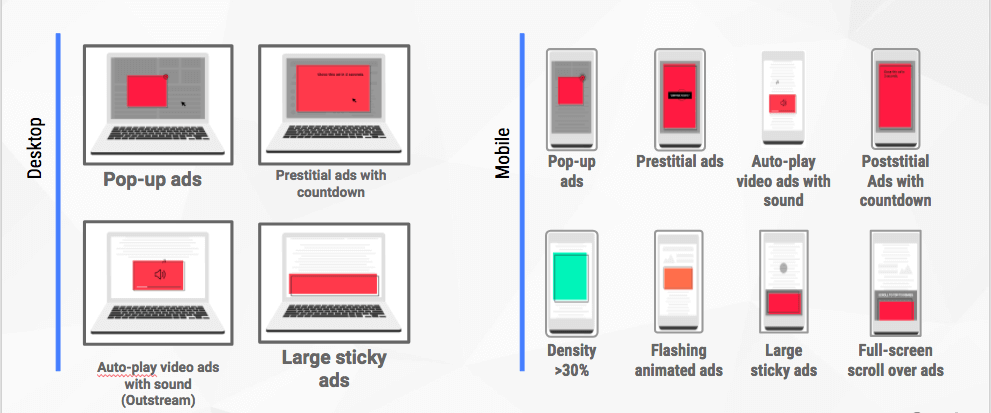 Desktop
Pop-up ads
Prestitial ads with
countdown
Auto-play video ads
with sound
(Outstream)
Large sticky
ads
Mobile
Pop-up
ads
Prestitial ads
Auto-play
video ads with
sound
Poststitial
Ads with
countdown
Density
>30%
Flashing
animated ads
Large
sticky ads
Full-screen
scroll over ads